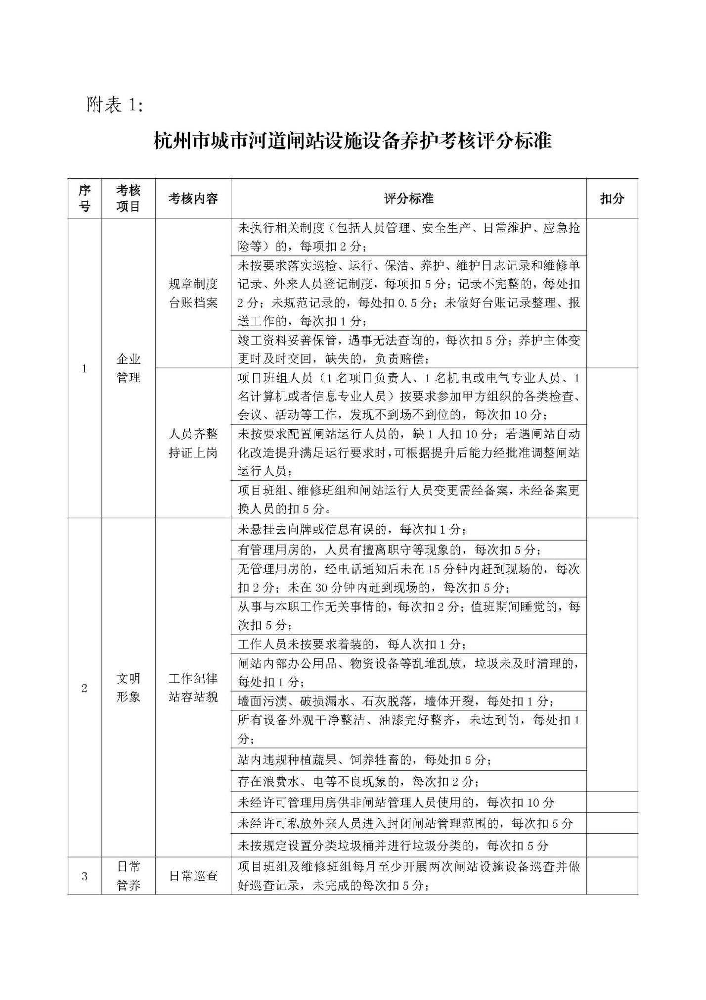 附表 1:
杭州市城市河道闸站设施设备养护考核评分标准
序
号
考核
项目
考核内容
评分标准
扣分
1
企业
管理
规章制度
台账档案
未执行相关制度（包括人员管理、安全生产、日常维护、应急抢
险等）的，每项扣 2 分；
未按要求落实巡检、运行、保洁、养护、维护日志记录和维修单
记录、外来人员登记制度，每项扣 5 分；记录不完整的，每处扣
2 分；未规范记录的，每处扣 0.5 分；未做好台账记录整理、报
送工作的，每次扣 1 分；
竣工资料妥善保管，遇事无法查询的，每次扣 5 分；养护主体变
更时及时交回，缺失的，负责赔偿；
人员齐整
持证上岗
项目班组人员（1 名项目负责人、1 名机电或电气专业人员、1
名计算机或者信息专业人员）按要求参加甲方组织的各类检查、
会议、活动等工作，发现不到场不到位的，每次扣 10 分；
未按要求配置闸站运行人员的，缺 1 人扣 10 分；若遇闸站自动
化改造提升满足运行要求时，可根据提升后能力经批准调整闸站
运行人员；
项目班组、维修班组和闸站运行人员变更需经备案，未经备案更
换人员的扣 5 分。
2
文明
形象
工作纪律
站容站貌
未悬挂去向牌或信息有误的，每次扣 1 分；
有管理用房的，人员有擅离职守等现象的，每次扣 5 分；
无管理用房的，经电话通知后未在 15 分钟内赶到现场的，每次
扣 2 分；未在 30 分钟内赶到现场的，每次扣 5 分；
从事与本职工作无关事情的，每次扣 2 分；值班期间睡觉的，每
次扣 5 分；
工作人员未按要求着装的，每人次扣 1 分；
闸站内部办公用品、物资设备等乱堆乱放，垃圾未及时清理的，
每处扣 1 分；
墙面污渍、破损漏水、石灰脱落，墙体开裂，每处扣 1 分；
所有设备外观干净整洁、油漆完好整齐，未达到的，每处扣 1
分；
站内违规种植蔬果、饲养牲畜的，每处扣 5 分；
存在浪费水、电等不良现象的，每次扣 2 分；
未经许可管理用房供非闸站管理人员使用的，每次扣 10 分
未经许可私放外来人员进入封闭闸站管理范围的，每次扣 5 分
未按规定设置分类垃圾桶并进行垃圾分类的，每次扣 5 分
3
日常
管养
日常巡查
项目班组及维修班组每月至少开展两次闸站设施设备巡查并做
好巡查记录，未完成的每次扣 5 分；